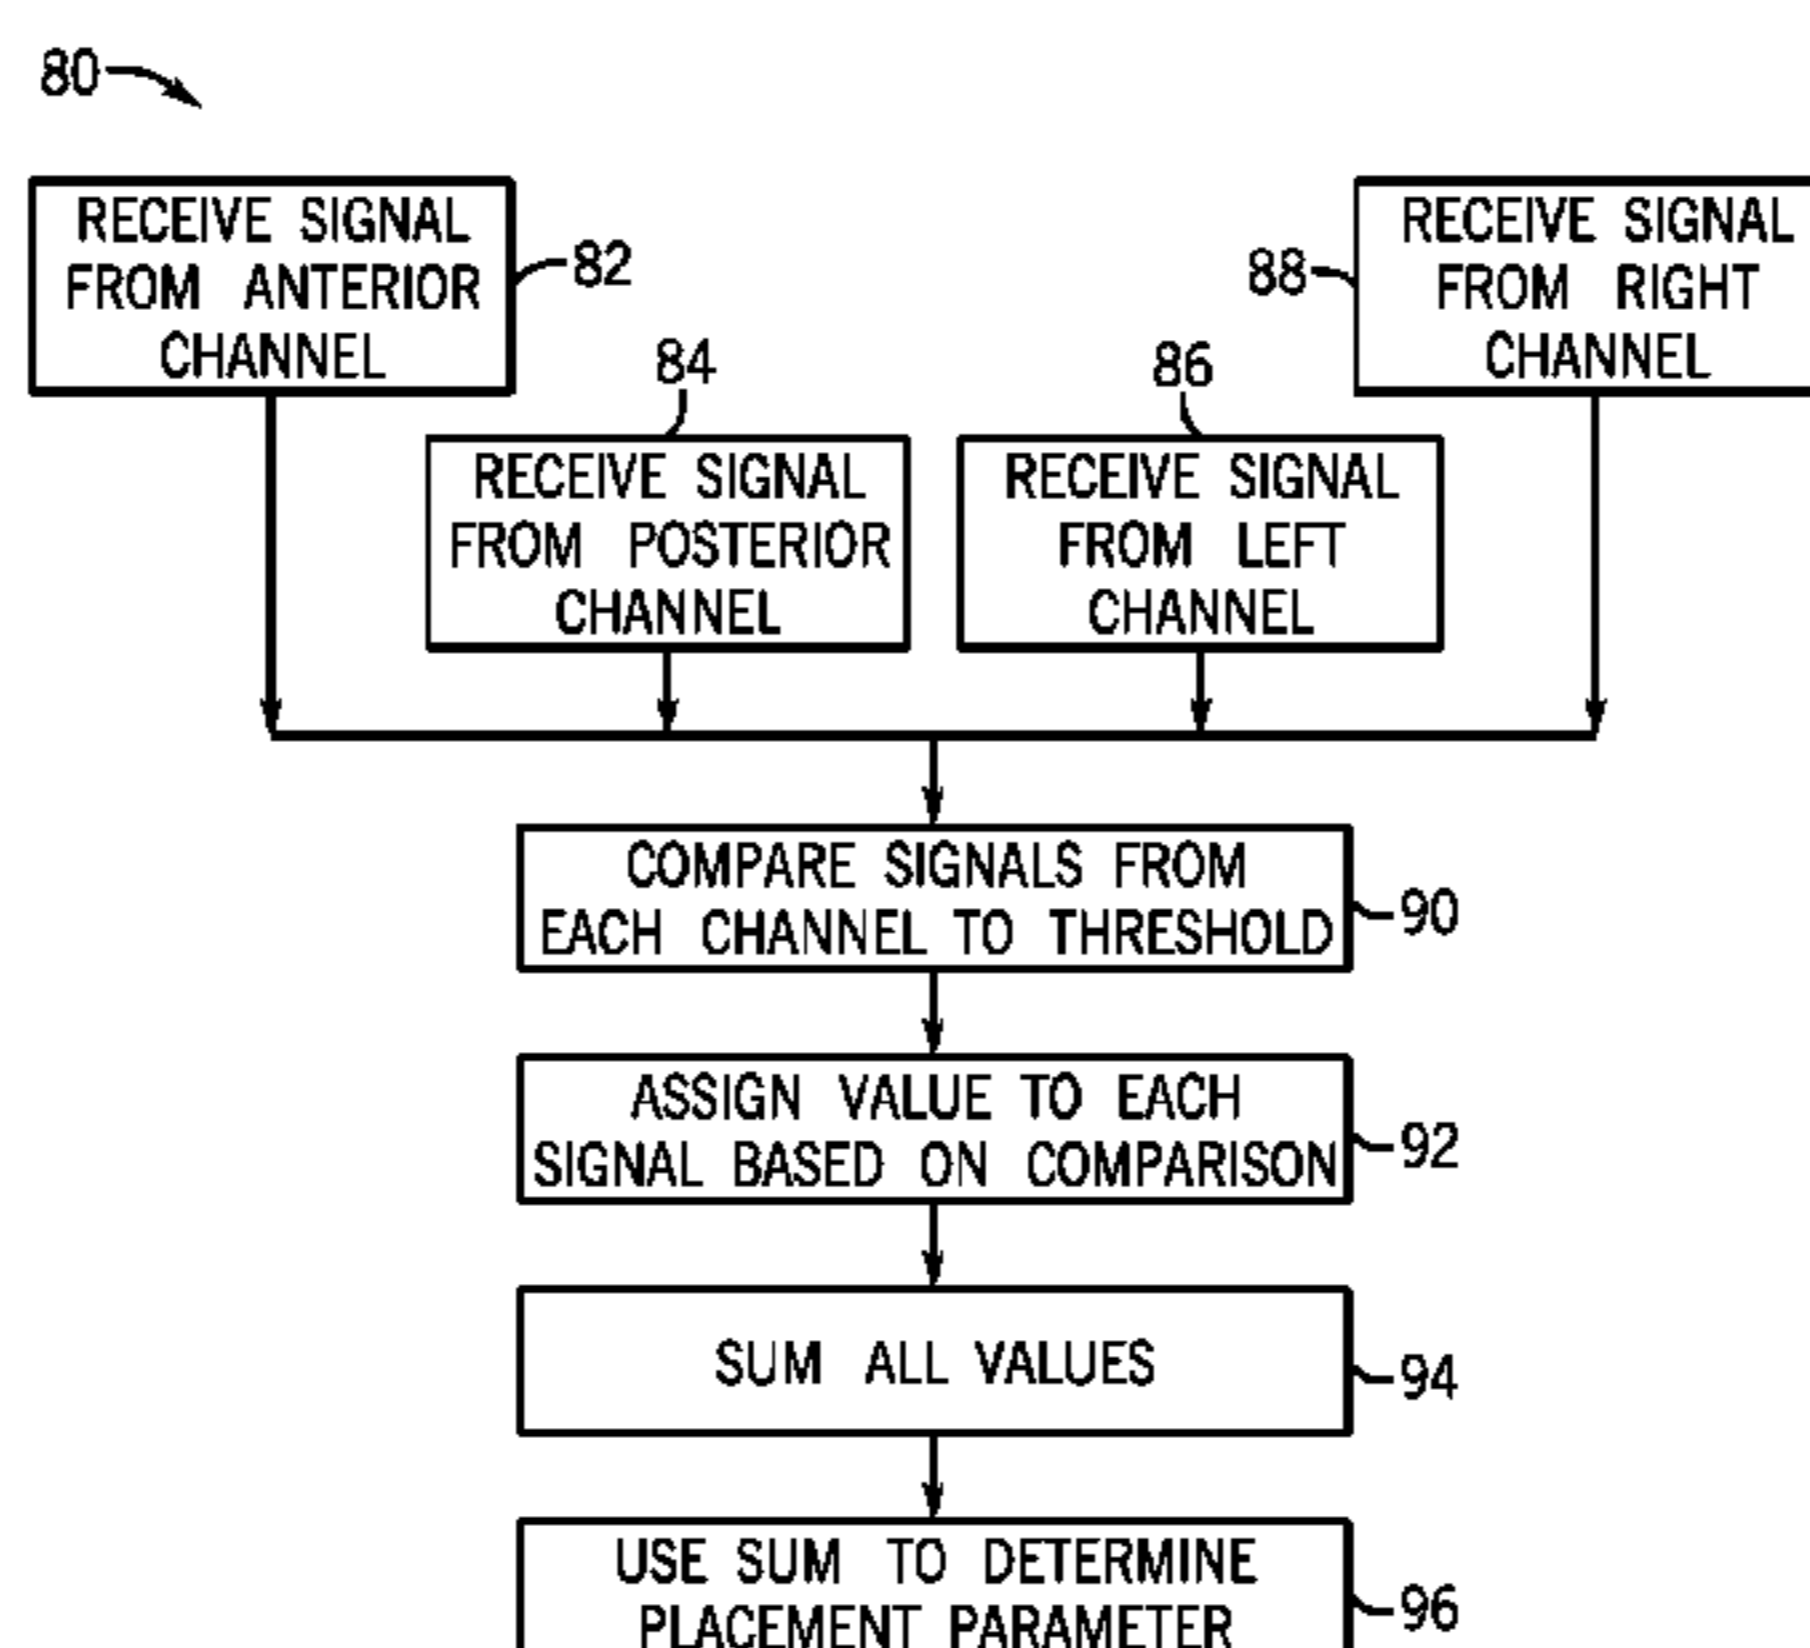 80
RECEIVE SIGNAL
FROM ANTERIOR
CHANNEL
82
88
RECEIVE SIGNAL
FROM RIGHT
CHANNEL
84
RECEIVE SIGNAL
FROM POSTERIOR
CHANNEL
86
RECEIVE SIGNAL
FROM LEFT
CHANNEL
COMPARE SIGNALS FROM
EACH CHANNEL TO THRESHOLD
90
ASSIGN VALUE TO EACH
SIGNAL BASED ON COMPARISON
92
SUM ALL VALUES
94
USE SUM TO DETERMINE
PLACEMENT PARAMETER
96